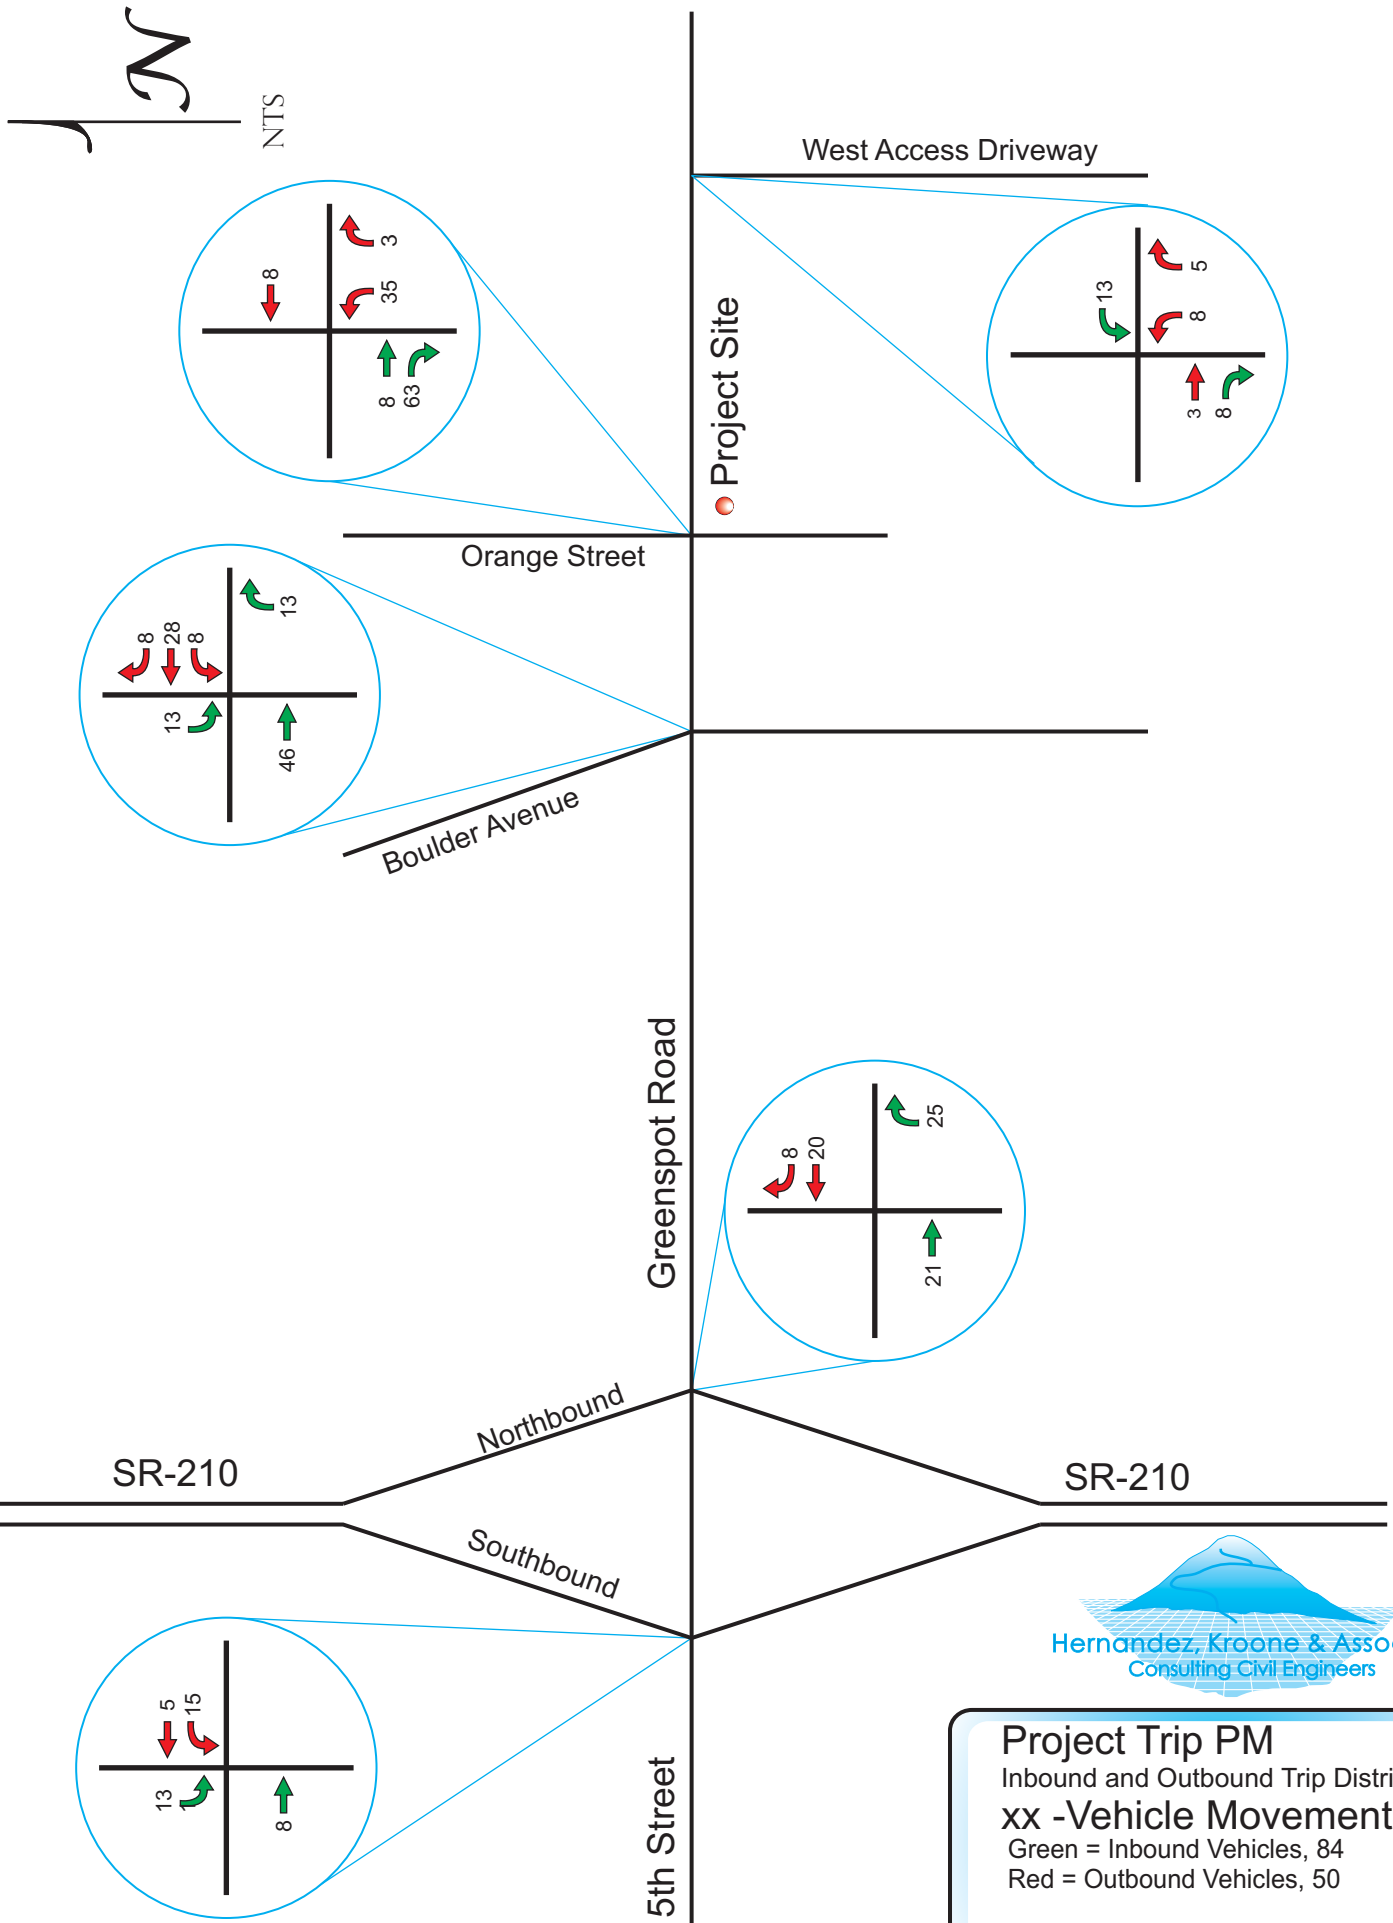 N
NTS
West Access Driveway
8
3
35
8
63
13
5
8
3
8
Project Site
Orange Street
8
28
8
13
13
46
Boulder Avenue
Greenspot Road
8
20
25
21
Northbound
SR-210
SR-210
Southbound
5
15
13
8
5th Street
Hernandez, Kroone & Asso
Consulting Civil Engineers
Project Trip PM
Inbound and Outbound Trip Distri
xx -Vehicle Movement
Green = Inbound Vehicles, 84
Red = Outbound Vehicles, 50